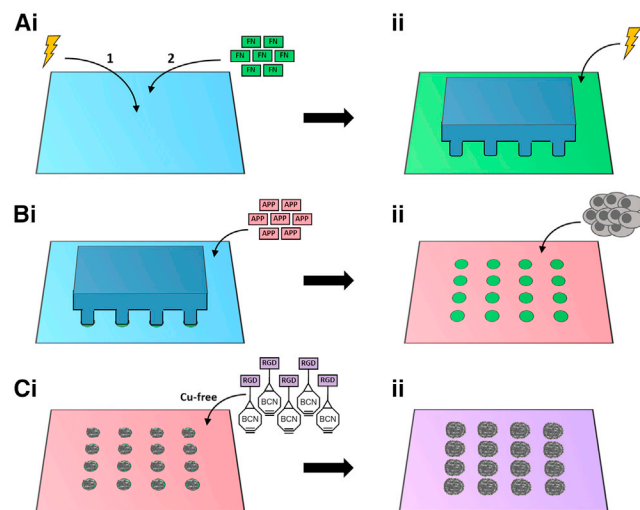 Ai
1
2
FN FN
FN FN FN
FN FN
ii
Bi
APP APP
APP APP APP
APP APP
ii
Ci
Cu-free
RGD RGD
RGD RGD RGD
BCN BCN
BCN BCN BCN
ii